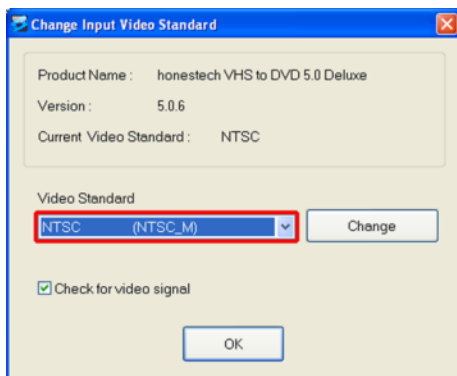 Change Input Video Standard
Product Name : honestech VHS to DVD 5.0 Deluxe
Version : 5.0.6
Current Video Standard : NTSC
Video Standard
NTSC (NTSC_M)
Change
Check for video signal
OK